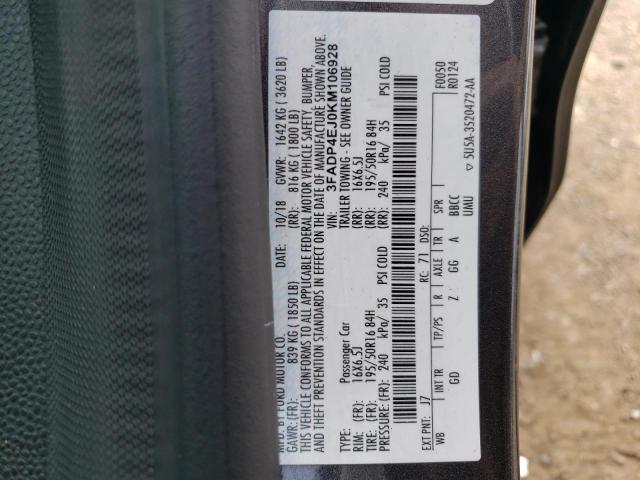 MFD. BY FORD MOTOR CO.
DATE: 10/18 GVWR: 1642 KG ( 3620 LB)
GAWR:(FR): 839 KG (1850 LB) (RR): 816 KG (1800 LB)
THIS VEHICLE CONFORMS TO ALL APPLICABLE FEDERAL MOTOR VEHICLE SAFETY, BUMPER,
AND THEFT PREVENTION STANDARDS IN EFFECT ON THE DATE OF MANUFACTURE SHOWN ABOVE.
VIN: 3FADP4EJ0KM106928
TYPE: Passenger Car TRAILER TOWING - SEE OWNER GUIDE
RIM: (FR): 16X6.5J (RR): 16X6.5J
TIRE: (FR): 195/50R16 84H (RR): 195/50R16 84H
PRESSURE:(FR): 240 kPa/ 35 PSI COLD (RR): 240 kPa/ 35 PSI COLD
EXT PNT: J7 RC: 71 DSO: F0050
R0124
WB INT TR TP/PS R AXLE TR SPR
GD Z GG A BBCC
UMU
▽ 5U5A-3520472-AA